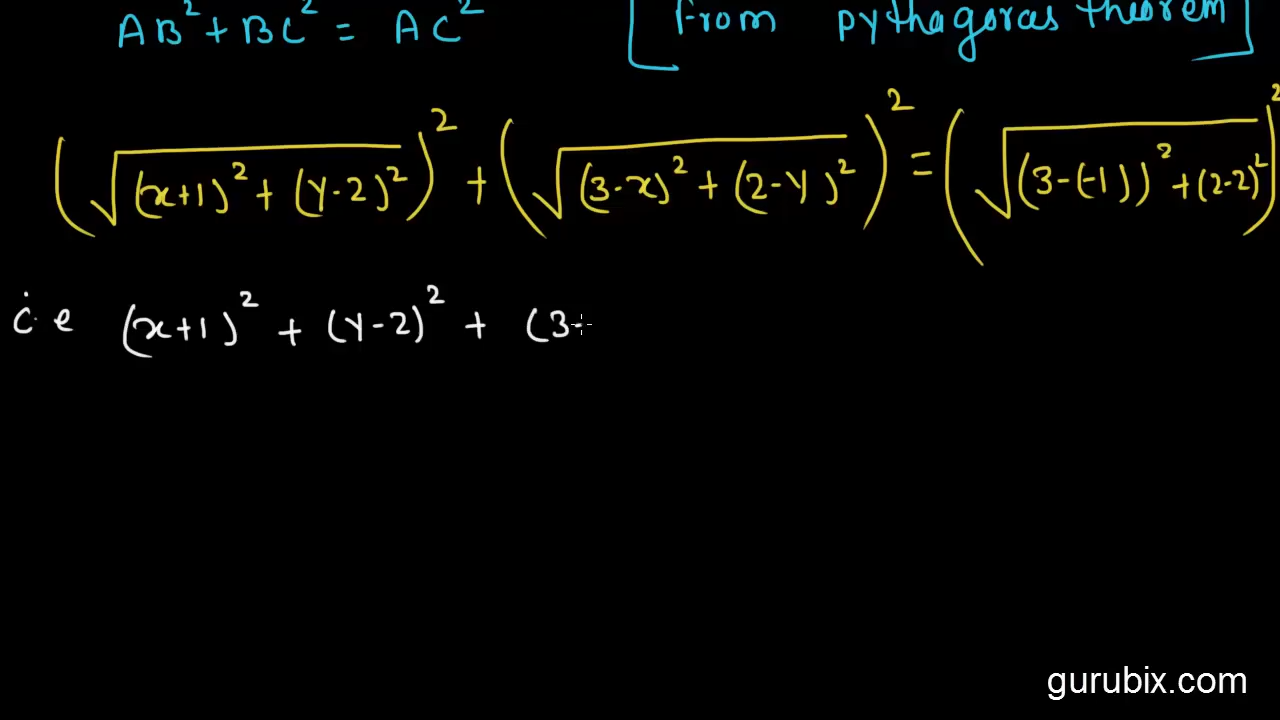 AB² + BC² = AC² [From pythagoras theorem]
(√((x+1)² + (y-2)²))² + (√((3-x)² + (2-y)²))² = (√((3-(-1))² + (2-2)²))²
i.e (x+1)² + (y-2)² + (3-
gurubix.com